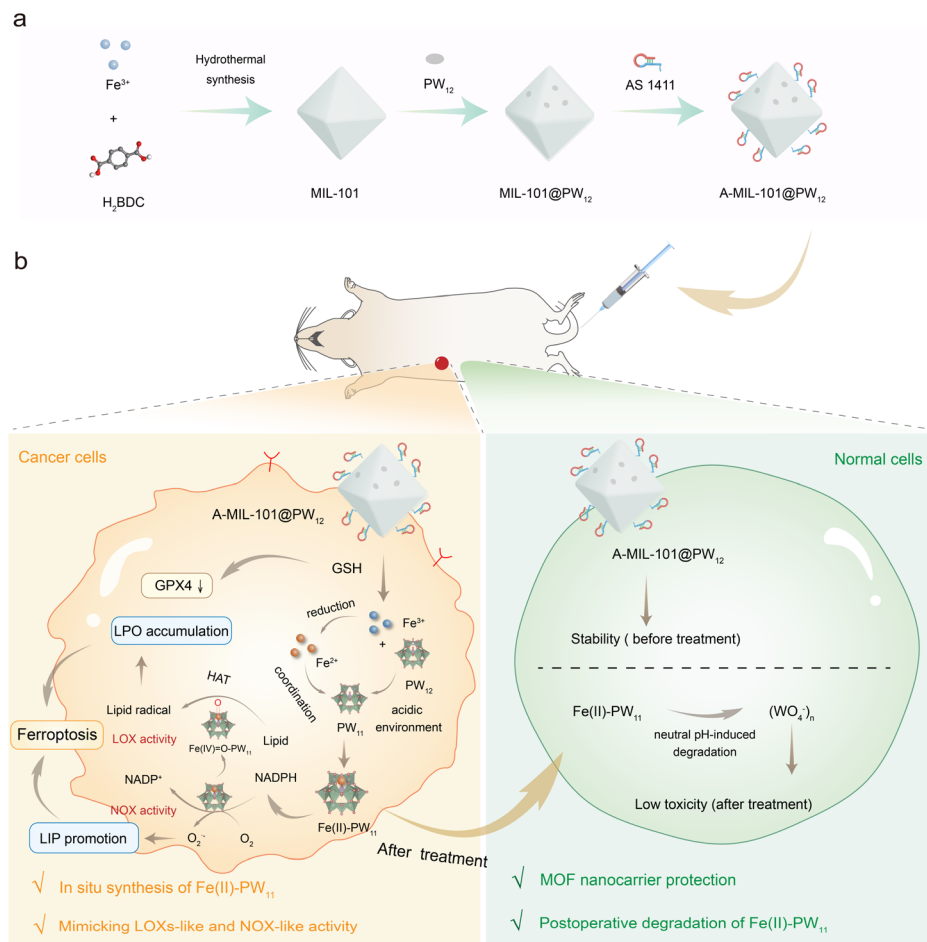 a
Fe³⁺
+
H₂BDC
Hydrothermal
synthesis
MIL-101
PW₁₂
MIL-101@PW₁₂
AS 1411
A-MIL-101@PW₁₂
b
Cancer cells
A-MIL-101@PW₁₂
GSH
GPX4 ↓
reduction
Fe³⁺
+
PW₁₂
Fe²⁺
coordination
PW₁₁
acidic
environment
LPO accumulation
HAT
O
Lipid radical
Fe(IV)=O-PW₁₁
Lipid
LOX activity
Ferroptosis
NADP⁺
NADPH
NOX activity
Fe(II)-PW₁₁
LIP promotion
O₂˙⁻
O₂
After treatment
√ In situ synthesis of Fe(II)-PW₁₁
√ Mimicking LOXs-like and NOX-like activity
Normal cells
A-MIL-101@PW₁₂
Stability ( before treatment)
Fe(II)-PW₁₁
neutral pH-induced
degradation
(WO₄⁻)ₙ
Low toxicity (after treatment)
√ MOF nanocarrier protection
√ Postoperative degradation of Fe(II)-PW₁₁